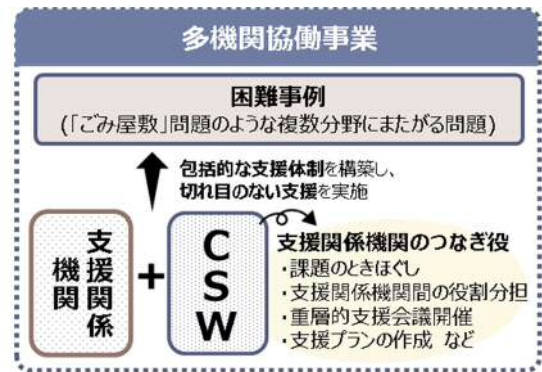 多機関協働事業
困難事例
(「ごみ屋敷」問題のような複数分野にまたがる問題)
包括的な支援体制を構築し、
切れ目のない支援を実施
支援関係
機関
+
CSW
支援関係機関のつなぎ役
・課題のときほぐし
・支援関係機関間の役割分担
・重層的支援会議開催
・支援プランの作成 など